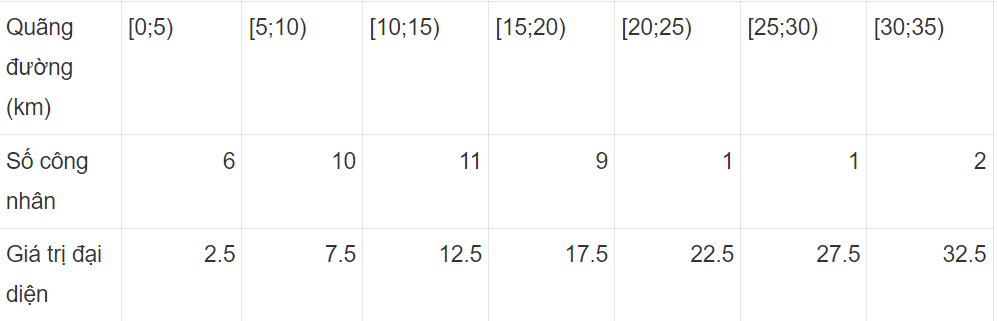 Quãng đường (km) [0;5) [5;10) [10;15) [15;20) [20;25) [25;30) [30;35)
Số công nhân 6 10 11 9 1 1 2
Giá trị đại diện 2.5 7.5 12.5 17.5 22.5 27.5 32.5